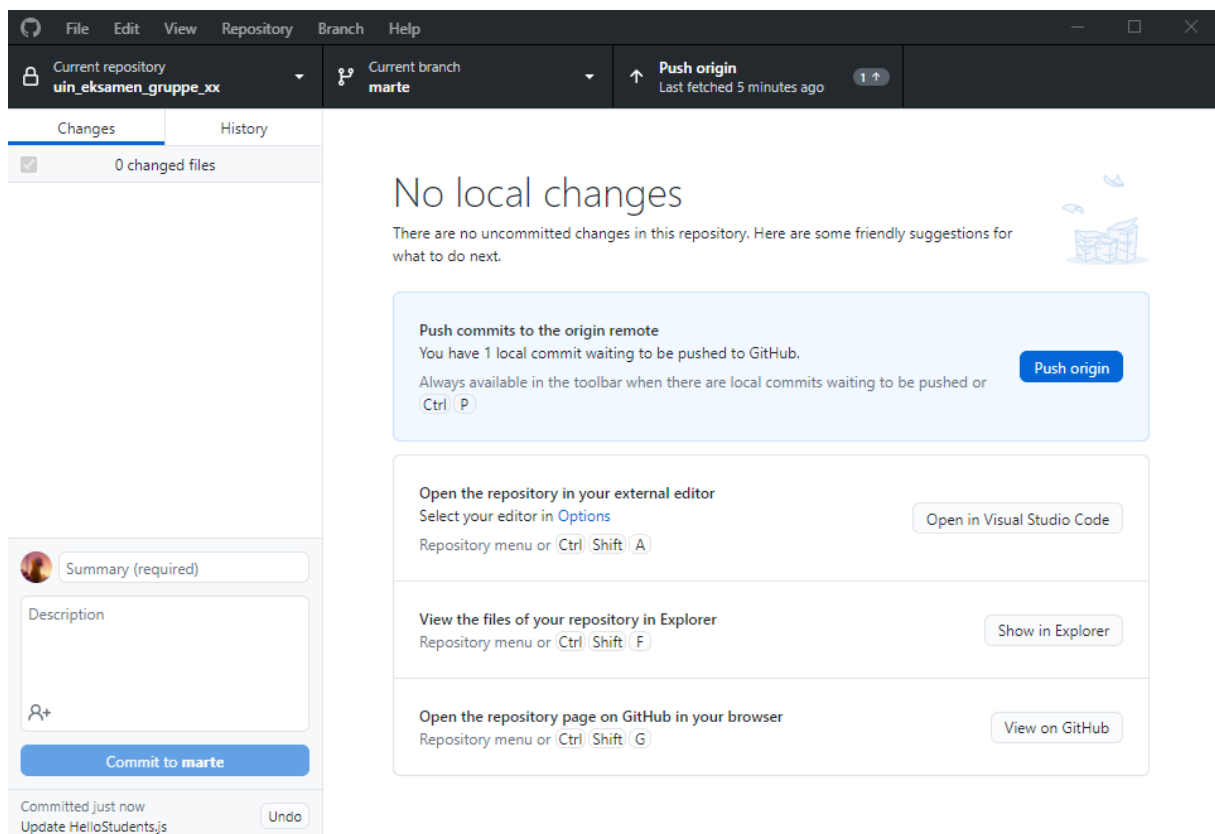 File Edit View Repository Branch Help
Current repository
uin_eksamen_gruppe_xx
Current branch
marte
Push origin
Last fetched 5 minutes ago
1
Changes History
0 changed files
No local changes
There are no uncommitted changes in this repository. Here are some friendly suggestions for
what to do next.
Push commits to the origin remote
You have 1 local commit waiting to be pushed to GitHub.
Always available in the toolbar when there are local commits waiting to be pushed or
Ctrl P
Push origin
Open the repository in your external editor
Select your editor in Options
Repository menu or Ctrl Shift A
Open in Visual Studio Code
View the files of your repository in Explorer
Repository menu or Ctrl Shift F
Show in Explorer
Open the repository page on GitHub in your browser
Repository menu or Ctrl Shift G
View on GitHub
Summary (required)
Description
Commit to marte
Committed just now
Update HelloStudents.js
Undo